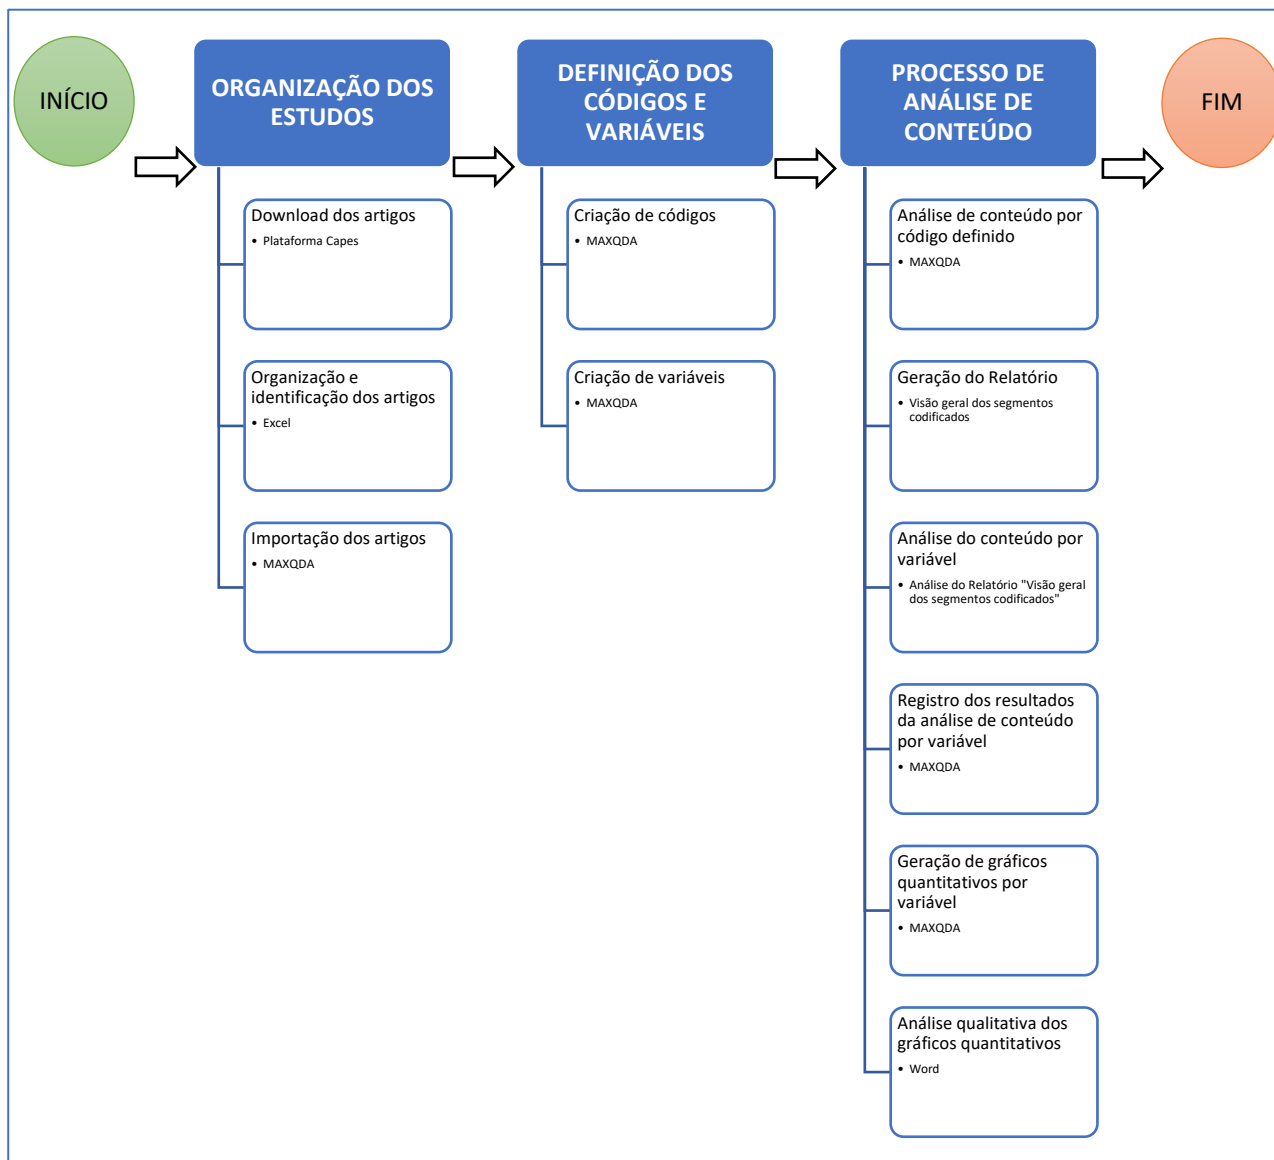 INÍCIO
ORGANIZAÇÃO DOS
ESTUDOS
Download dos artigos
• Plataforma Capes
Organização e
identificação dos artigos
• Excel
Importação dos artigos
• MAXQDA
DEFINIÇÃO DOS
CÓDIGOS E
VARIÁVEIS
Criação de códigos
• MAXQDA
Criação de variáveis
• MAXQDA
PROCESSO DE
ANÁLISE DE
CONTEÚDO
Análise de conteúdo por
código definido
• MAXQDA
Geração do Relatório
• Visão geral dos segmentos
codificados
Análise do conteúdo por
variável
• Análise do Relatório "Visão geral
dos segmentos codificados"
Registro dos resultados
da análise de conteúdo
por variável
• MAXQDA
Geração de gráficos
quantitativos por
variável
• MAXQDA
Análise qualitativa dos
gráficos quantitativos
• Word
FIM